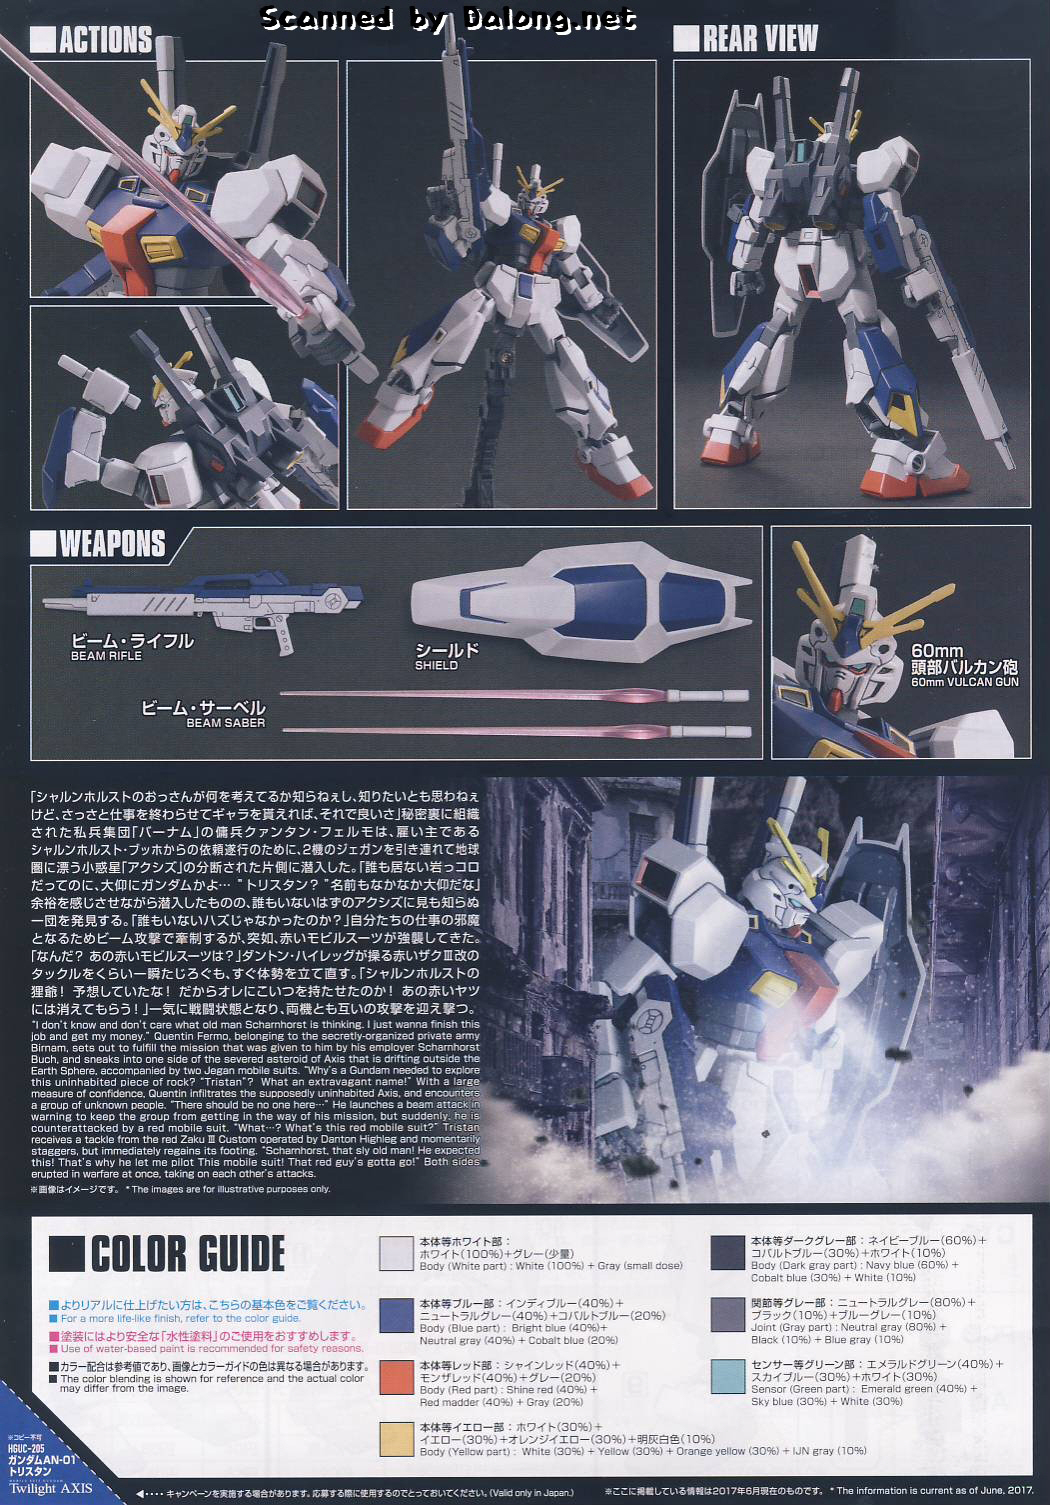 Scanned by Dalong.net
ACTIONS
REAR VIEW
WEAPONS
ビーム・ライフル
BEAM RIFLE
シールド
SHIELD
ビーム・サーベル
BEAM SABER
60mm
頭部バルカン砲
60mm VULCAN GUN
「シャルンホルストのおっさんが何を考えてるか知らねぇし、知りたいとも思わねぇ
けど、さっさと仕事を終わらせてギャラを貰えれば、それで良いさ」秘密裏に組織
された私兵集団「バーナム」の傭兵クァンタン・フェルモは、雇い主である
シャルンホルスト・ブッホからの依頼遂行のために、2機のジェガンを引き連れて地球
圏に漂う小惑星「アクシズ」の分断された片側に潜入した。「誰も居ない岩っコロ
だってのに、大仰にガンダムかよ… “トリスタン？”名前もなかなか大仰だな」
余裕を感じさせながら潜入したものの、誰もいないはずのアクシズに見も知らぬ
一団を発見する。「誰もいないハズじゃなかったのか？」自分たちの仕事の邪魔
となるためビーム攻撃で牽制するが、突如、赤いモビルスーツが強襲してきた。
「なんだ？ あの赤いモビルスーツは？」ダントン・ハイレッグが操る赤いザクⅢ改の
タックルをくらい一瞬たじろぐも、すぐ体勢を立て直す。「シャルンホルストの
狸爺！ 予想していたな！ だからオレにこいつを持たせたのか！ あの赤いヤツ
には消えてもらう！」一気に戦闘状態となり、両機とも互いの攻撃を迎え撃つ。
"I don't know and don't care what old man Scharnhorst is thinking. I just wanna finish this
job and get my money." Quentin Fermo, belonging to the secretly-organized private army
Birnam, sets out to fulfill the mission that was given to him by his employer Scharnhorst
Buch, and sneaks into one side of the severed asteroid of Axis that is drifting outside the
Earth Sphere, accompanied by two Jegan mobile suits. "Why's a Gundam needed to explore
this uninhabited piece of rock? "Tristan"? What an extravagant name!" With a large
measure of confidence, Quentin infiltrates the supposedly uninhabited Axis, and encounters
a group of unknown people. "There should be no one here…" He launches a beam attack in
warning to keep the group from getting in the way of his mission, but suddenly, he is
counterattacked by a red mobile suit. "What…? What's this red mobile suit?" Tristan
receives a tackle from the red Zaku Ⅲ Custom operated by Danton Highleg and momentarily
staggers, but immediately regains its footing. "Scharnhorst, that sly old man! He expected
this! That's why he let me pilot This mobile suit! That red guy's gotta go!" Both sides
erupted in warfare at once, taking on each other's attacks.
※画像はイメージです。 * The images are for illustrative purposes only.
COLOR GUIDE
■よりリアルに仕上げたい方は、こちらの基本色をご覧ください。
■ For a more life-like finish, refer to the color guide.
■塗装にはより安全な「水性塗料」のご使用をおすすめします。
■ Use of water-based paint is recommended for safety reasons.
■カラー配合は参考値であり、画像とカラーガイドの色は異なる場合があります。
■ The color blending is shown for reference and the actual color
may differ from the image.
本体等ホワイト部：
ホワイト（100%）＋グレー（少量）
Body (White part) : White (100%) + Gray (small dose)
本体等ブルー部：インディブルー（40%）＋
ニュートラルグレー（40%）＋コバルトブルー（20%）
Body (Blue part) : Bright blue (40%)+
Neutral gray (40%) + Cobalt blue (20%)
本体等レッド部：シャインレッド（40%）＋
モンザレッド（40%）＋グレー（20%）
Body (Red part) : Shine red (40%) +
Red madder (40%) + Gray (20%)
本体等イエロー部：ホワイト（30%）＋
イエロー（30%）＋オレンジイエロー（30%）＋明灰白色（10%）
Body (Yellow part) : White (30%) + Yellow (30%) + Orange yellow (30%) + IJN gray (10%)
本体等ダークグレー部：ネイビーブルー（60%）＋
コバルトブルー（30%）＋ホワイト（10%）
Body (Dark gray part) : Navy blue (60%) +
Cobalt blue (30%) + White (10%)
関節等グレー部：ニュートラルグレー（80%）＋
ブラック（10%）＋ブルーグレー（10%）
Joint (Gray part) : Neutral gray (80%) +
Black (10%) + Blue gray (10%)
センサー等グリーン部：エメラルドグリーン（40%）＋
スカイブルー（30%）＋ホワイト（30%）
Sensor (Green part) : Emerald green (40%) +
Sky blue (30%) + White (30%)
※コピー不可
HGUC-205
ガンダムAN-01
トリスタン
MOBILE SUIT GUNDAM
Twilight AXIS
◀・・・・ キャンペーンを実施する場合があります。応募する際に使用するのでとっておいてください。(Valid only in Japan.)
※ここに掲載している情報は2017年6月現在のものです。 * The information is current as of June, 2017.